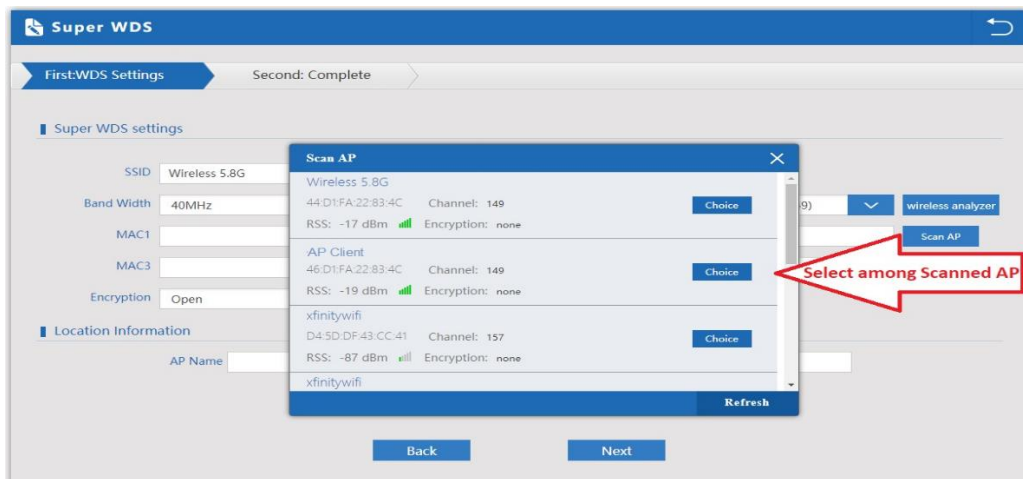 Super WDS
First:WDS Settings
Second: Complete
Super WDS settings
SSID
Wireless 5.8G
Band Width
40MHz
9)
wireless analyzer
MAC1
Scan AP
MAC3
Encryption
Open
Location Information
AP Name
Scan AP
Wireless 5.8G
44:D1:FA:22:83:4C Channel: 149
Choice
RSS: -17 dBm Encryption: none
AP Client
46:D1:FA:22:83:4C Channel: 149
Choice
RSS: -19 dBm Encryption: none
xfinitywifi
D4:5D:DF:43:CC:41 Channel: 157
Choice
RSS: -87 dBm Encryption: none
xfinitywifi
Refresh
Select among Scanned AP
Back
Next